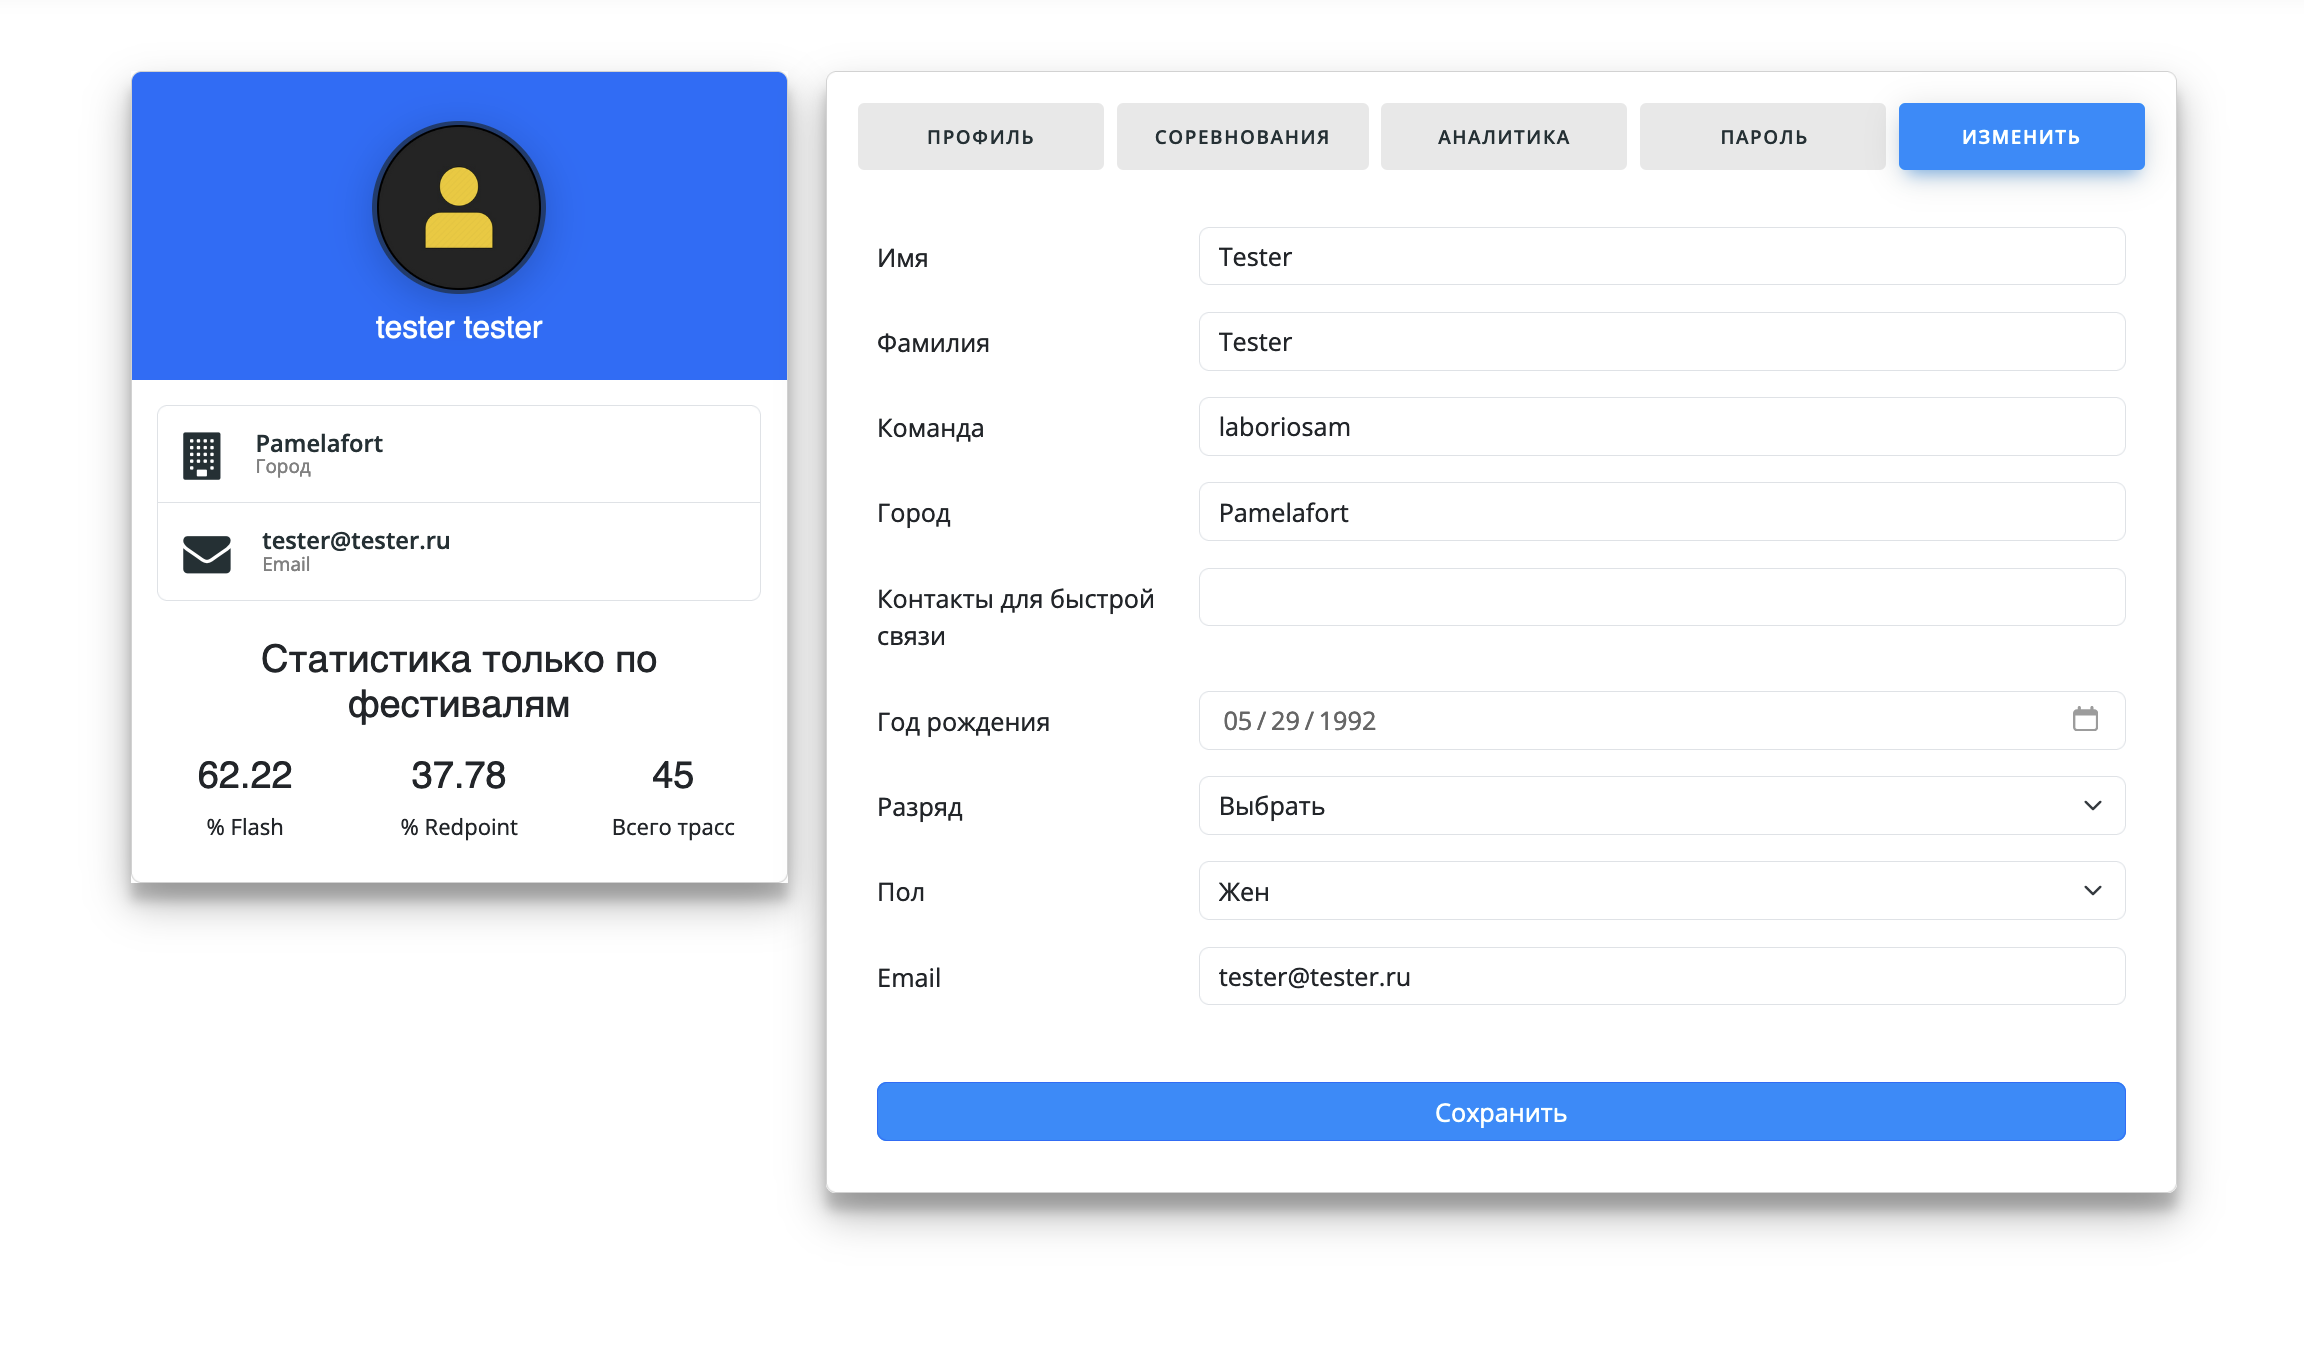 tester tester
Pamelafort
Город
tester@tester.ru
Email
Статистика только по
фестивалям
62.22
37.78
45
% Flash
% Redpoint
Всего трасс
ПРОФИЛЬ
СОРЕВНОВАНИЯ
АНАЛИТИКА
ПАРОЛЬ
ИЗМЕНИТЬ
Имя
Tester
Фамилия
Tester
Команда
laboriosam
Город
Pamelafort
Контакты для быстрой
связи
Год рождения
05/29/1992
Разряд
Выбрать
Пол
Жен
Email
tester@tester.ru
Сохранить